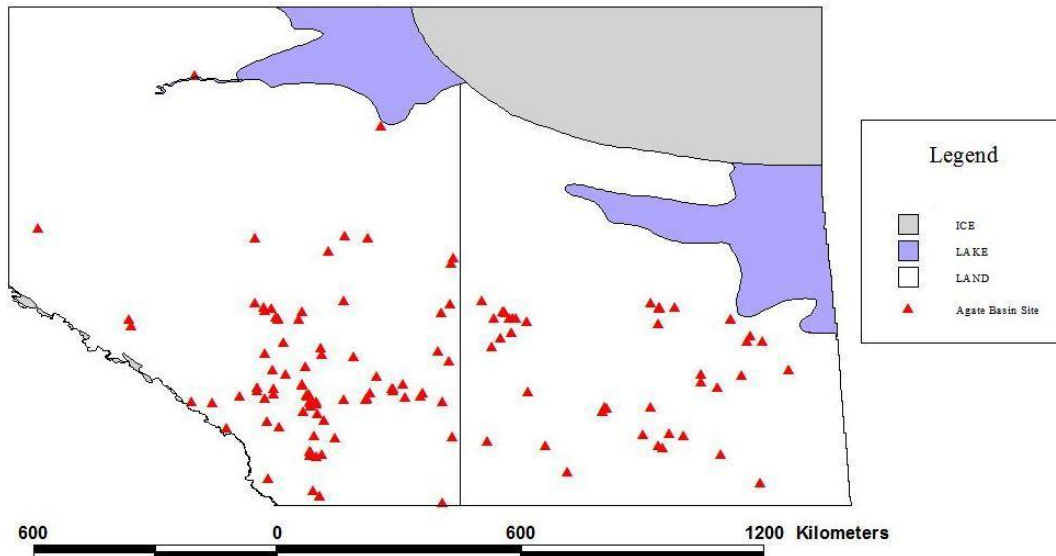 Legend
ICE
LAKE
LAND
Agate Basin Site
600 0 600 1200 Kilometers